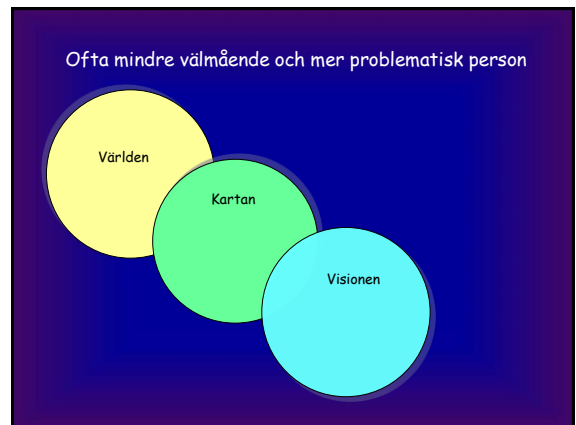 Ofta mindre välmående och mer problematisk person
Världen
Kartan
Visionen